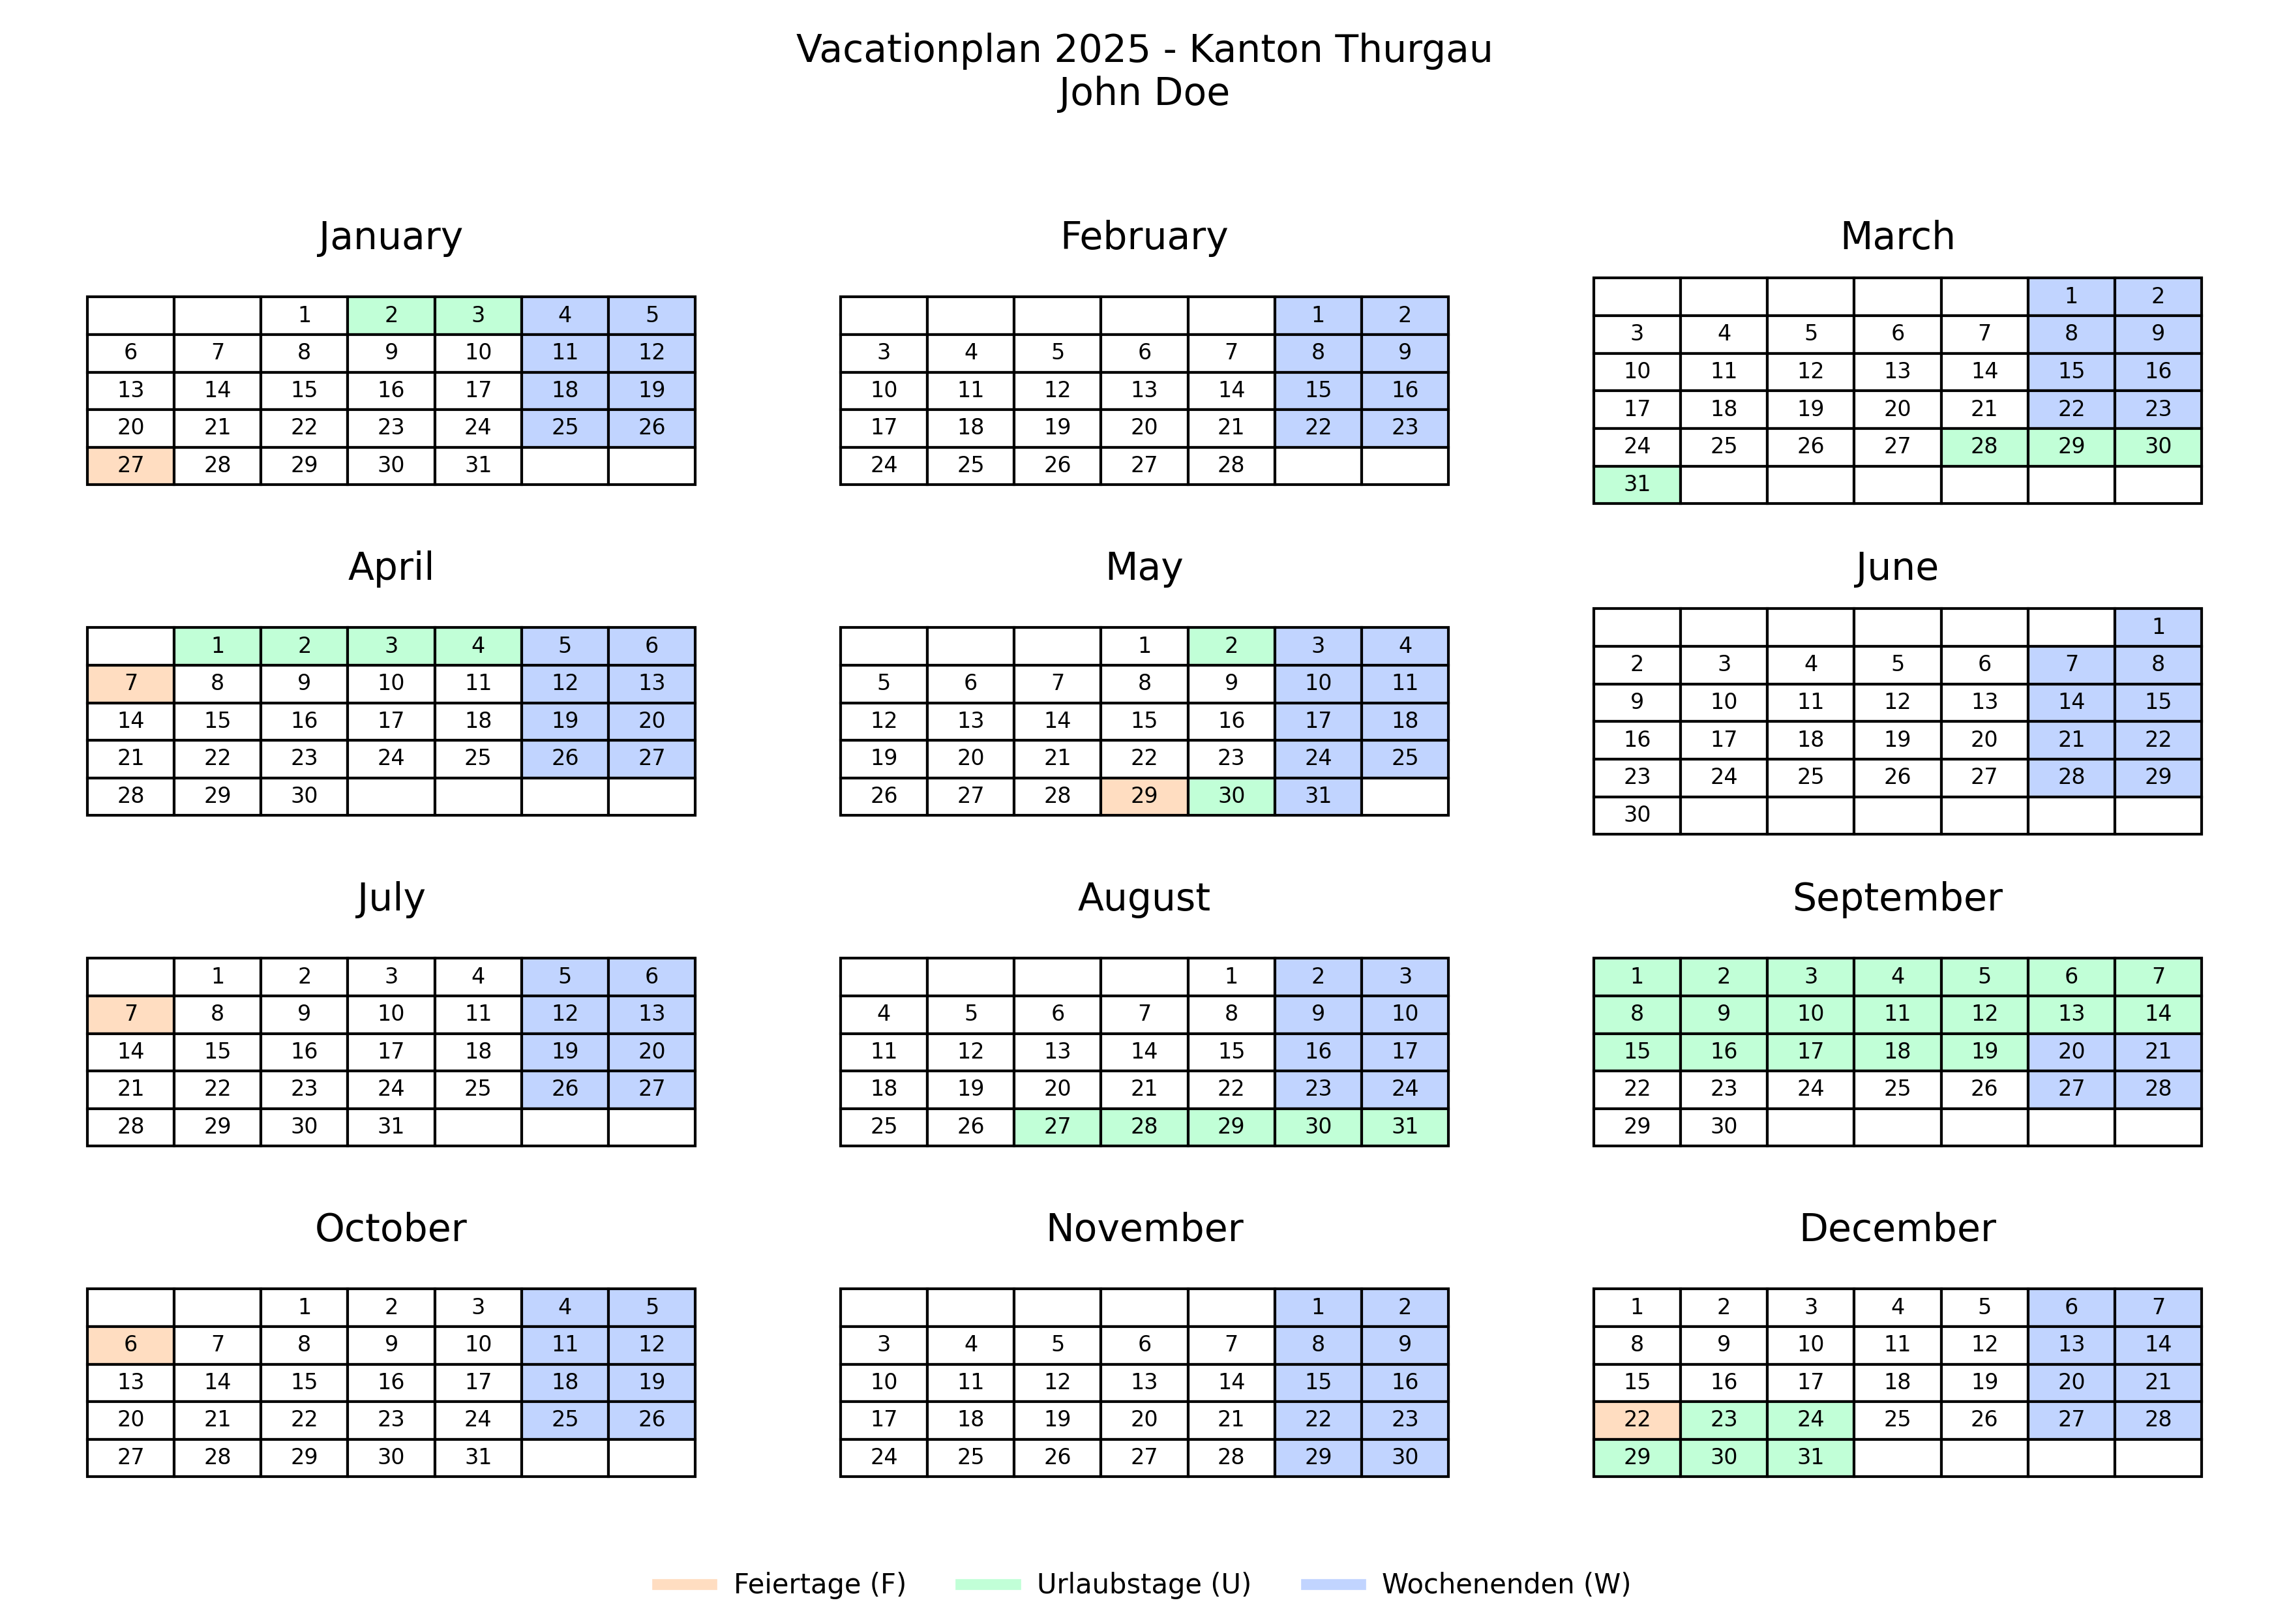 Vacationplan 2025 - Kanton Thurgau
John Doe
January
1 2 3 4 5
6 7 8 9 10 11 12
13 14 15 16 17 18 19
20 21 22 23 24 25 26
27 28 29 30 31
February
1 2
3 4 5 6 7 8 9
10 11 12 13 14 15 16
17 18 19 20 21 22 23
24 25 26 27 28
March
1 2
3 4 5 6 7 8 9
10 11 12 13 14 15 16
17 18 19 20 21 22 23
24 25 26 27 28 29 30
31
April
1 2 3 4 5 6
7 8 9 10 11 12 13
14 15 16 17 18 19 20
21 22 23 24 25 26 27
28 29 30
May
1 2 3 4
5 6 7 8 9 10 11
12 13 14 15 16 17 18
19 20 21 22 23 24 25
26 27 28 29 30 31
June
1
2 3 4 5 6 7 8
9 10 11 12 13 14 15
16 17 18 19 20 21 22
23 24 25 26 27 28 29
30
July
1 2 3 4 5 6
7 8 9 10 11 12 13
14 15 16 17 18 19 20
21 22 23 24 25 26 27
28 29 30 31
August
1 2 3
4 5 6 7 8 9 10
11 12 13 14 15 16 17
18 19 20 21 22 23 24
25 26 27 28 29 30 31
September
1 2 3 4 5 6 7
8 9 10 11 12 13 14
15 16 17 18 19 20 21
22 23 24 25 26 27 28
29 30
October
1 2 3 4 5
6 7 8 9 10 11 12
13 14 15 16 17 18 19
20 21 22 23 24 25 26
27 28 29 30 31
November
1 2
3 4 5 6 7 8 9
10 11 12 13 14 15 16
17 18 19 20 21 22 23
24 25 26 27 28 29 30
December
1 2 3 4 5 6 7
8 9 10 11 12 13 14
15 16 17 18 19 20 21
22 23 24 25 26 27 28
29 30 31
Feiertage (F) Urlaubstage (U) Wochenenden (W)